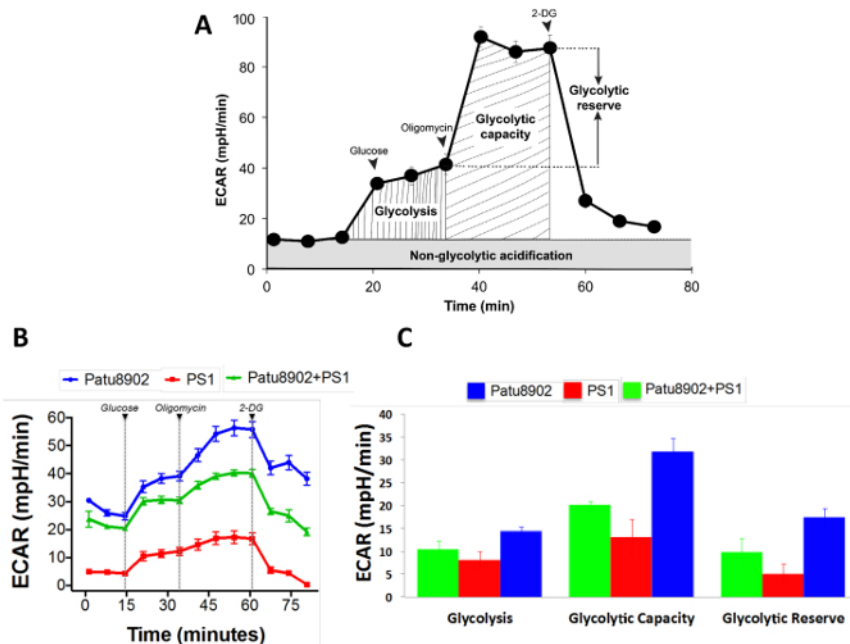 A
ECAR (mpH/min)
100
80
60
40
20
0
Glucose
Oligomycin
2-DG
Glycolysis
Glycolytic
capacity
Glycolytic
reserve
Non-glycolytic acidification
0 20 40 60 80
Time (min)
B
Patu8902 PS1 Patu8902+PS1
Glucose Oligomycin 2-DG
ECAR (mpH/min)
60
50
40
30
20
10
0
0 15 30 45 60 75
Time (minutes)
C
Patu8902 PS1 Patu8902+PS1
ECAR (mpH/min)
40
35
30
25
20
15
10
5
0
Glycolysis Glycolytic Capacity Glycolytic Reserve